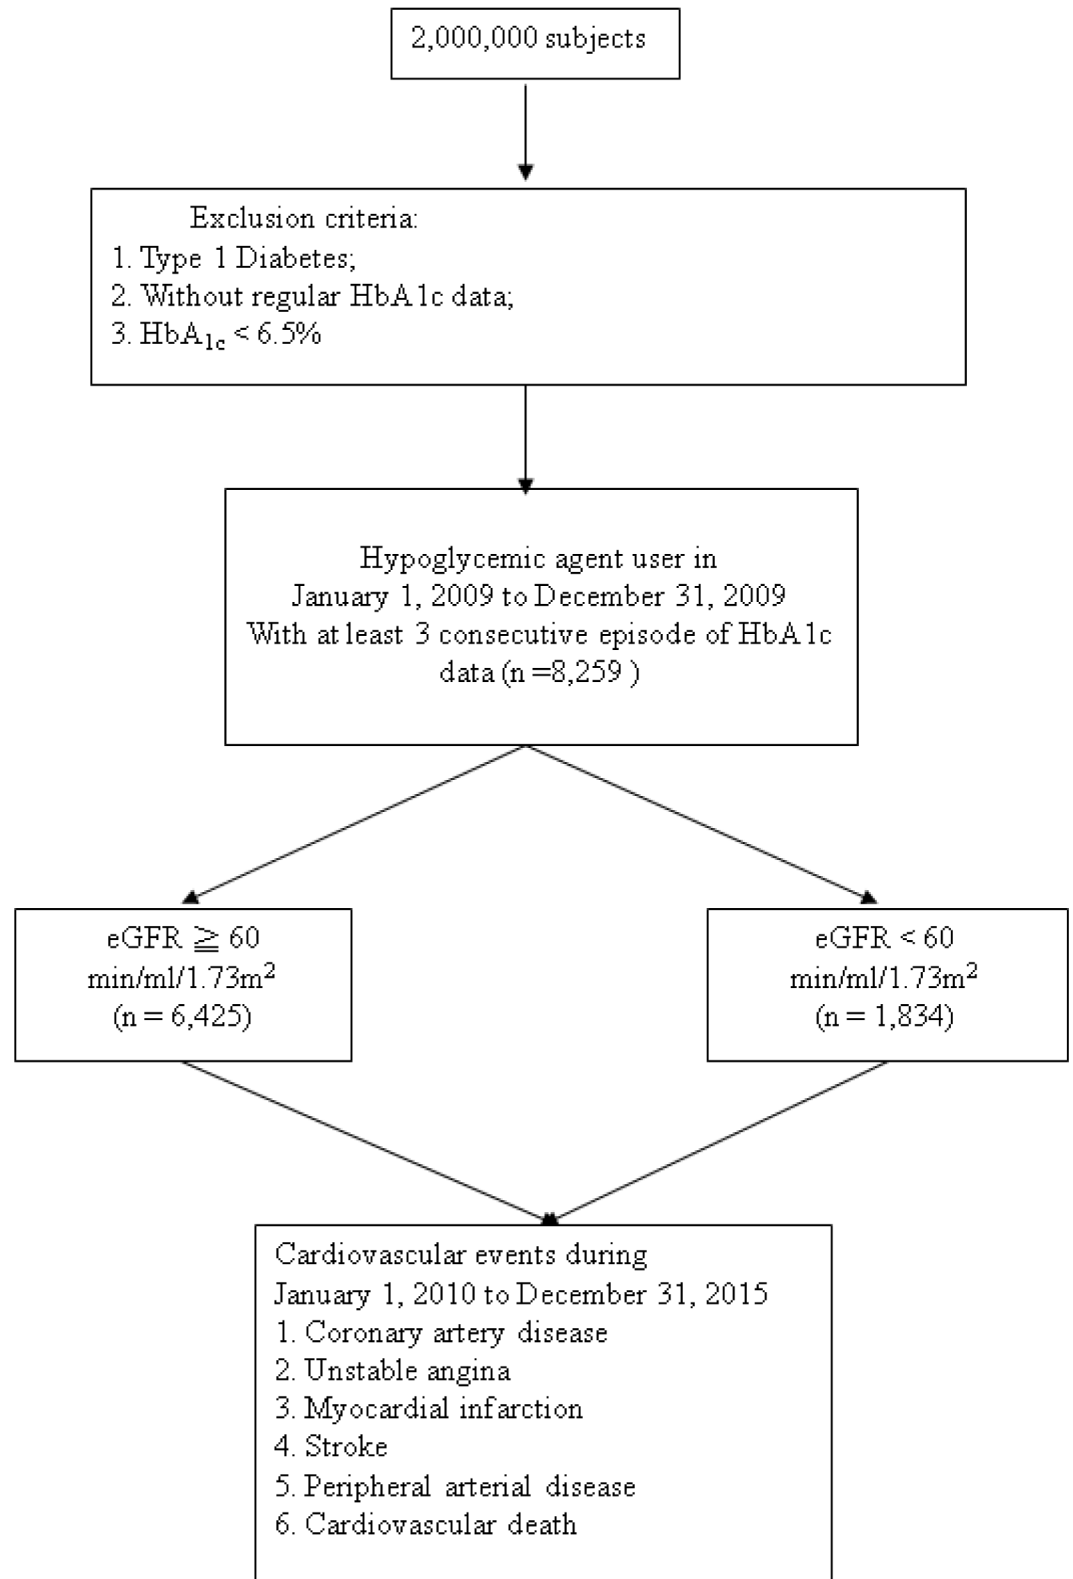 2,000,000 subjects
Exclusion criteria:
1. Type 1 Diabetes;
2. Without regular HbA1c data;
3. HbA1c < 6.5%
Hypoglycemic agent user in
January 1, 2009 to December 31, 2009
With at least 3 consecutive episode of HbA1c
data (n =8,259 )
eGFR ≧ 60
min/ml/1.73m²
(n = 6,425)
eGFR < 60
min/ml/1.73m²
(n = 1,834)
Cardiovascular events during
January 1, 2010 to December 31, 2015
1. Coronary artery disease
2. Unstable angina
3. Myocardial infarction
4. Stroke
5. Peripheral arterial disease
6. Cardiovascular death